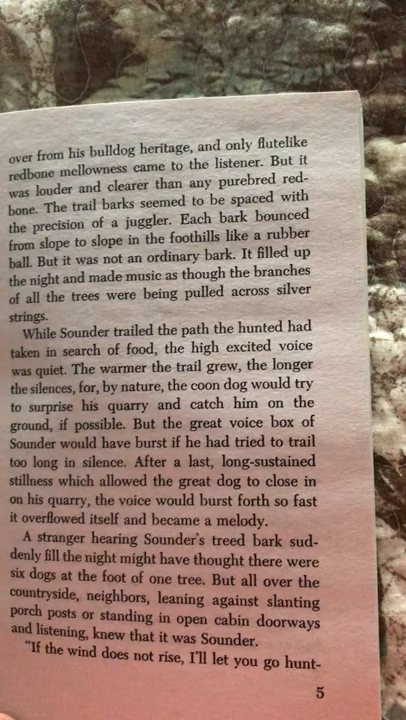 over from his bulldog heritage, and only flutelike
redbone mellowness came to the listener. But it
was louder and clearer than any purebred red-
bone. The trail barks seemed to be spaced with
the precision of a juggler. Each bark bounced
from slope to slope in the foothills like a rubber
ball. But it was not an ordinary bark. It filled up
the night and made music as though the branches
of all the trees were being pulled across silver
strings.
While Sounder trailed the path the hunted had
taken in search of food, the high excited voice
was quiet. The warmer the trail grew, the longer
the silences, for, by nature, the coon dog would try
to surprise his quarry and catch him on the
ground, if possible. But the great voice box of
Sounder would have burst if he had tried to trail
too long in silence. After a last, long-sustained
stillness which allowed the great dog to close in
on his quarry, the voice would burst forth so fast
it overflowed itself and became a melody.
A stranger hearing Sounder's treed bark sud-
denly fill the night might have thought there were
six dogs at the foot of one tree. But all over the
countryside, neighbors, leaning against slanting
porch posts or standing in open cabin doorways
and listening, knew that it was Sounder.
"If the wind does not rise, I'll let you go hunt-
5